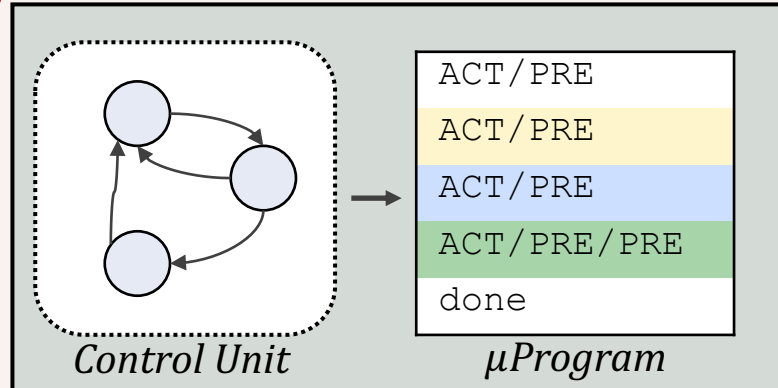 ACT/PRE
ACT/PRE
ACT/PRE
ACT/PRE/PRE
done
Control Unit
μProgram